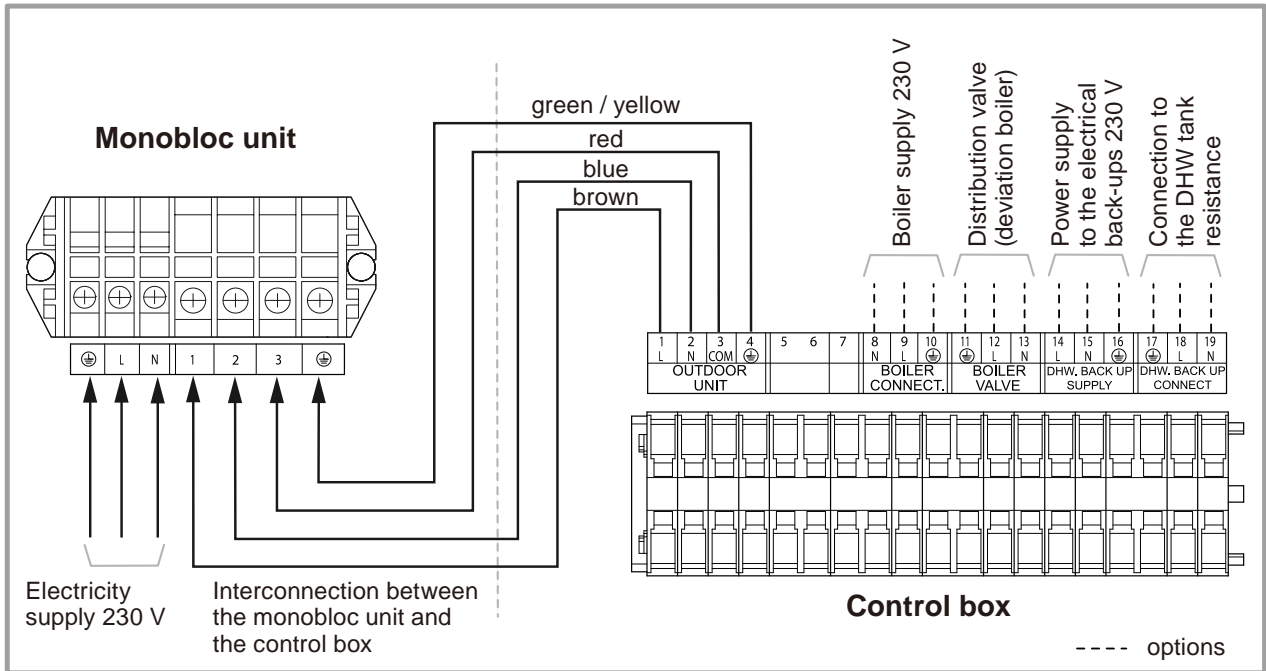 green / yellow
red
blue
brown
Monobloc unit
Boiler supply 230 V
Distribution valve
(deviation boiler)
Power supply
to the electrical
back-ups 230 V
Connection to
the DHW tank
resistance
L N 1 2 3
1 2 3 4 5 6 7 8 9 10 11 12 13 14 15 16 17 18 19
L N COM N L L N L N L N
OUTDOOR
UNIT
BOILER
CONNECT.
BOILER
VALVE
DHW. BACK UP
SUPPLY
DHW. BACK UP
CONNECT
Electricity
supply 230 V
Interconnection between
the monobloc unit and
the control box
Control box
options